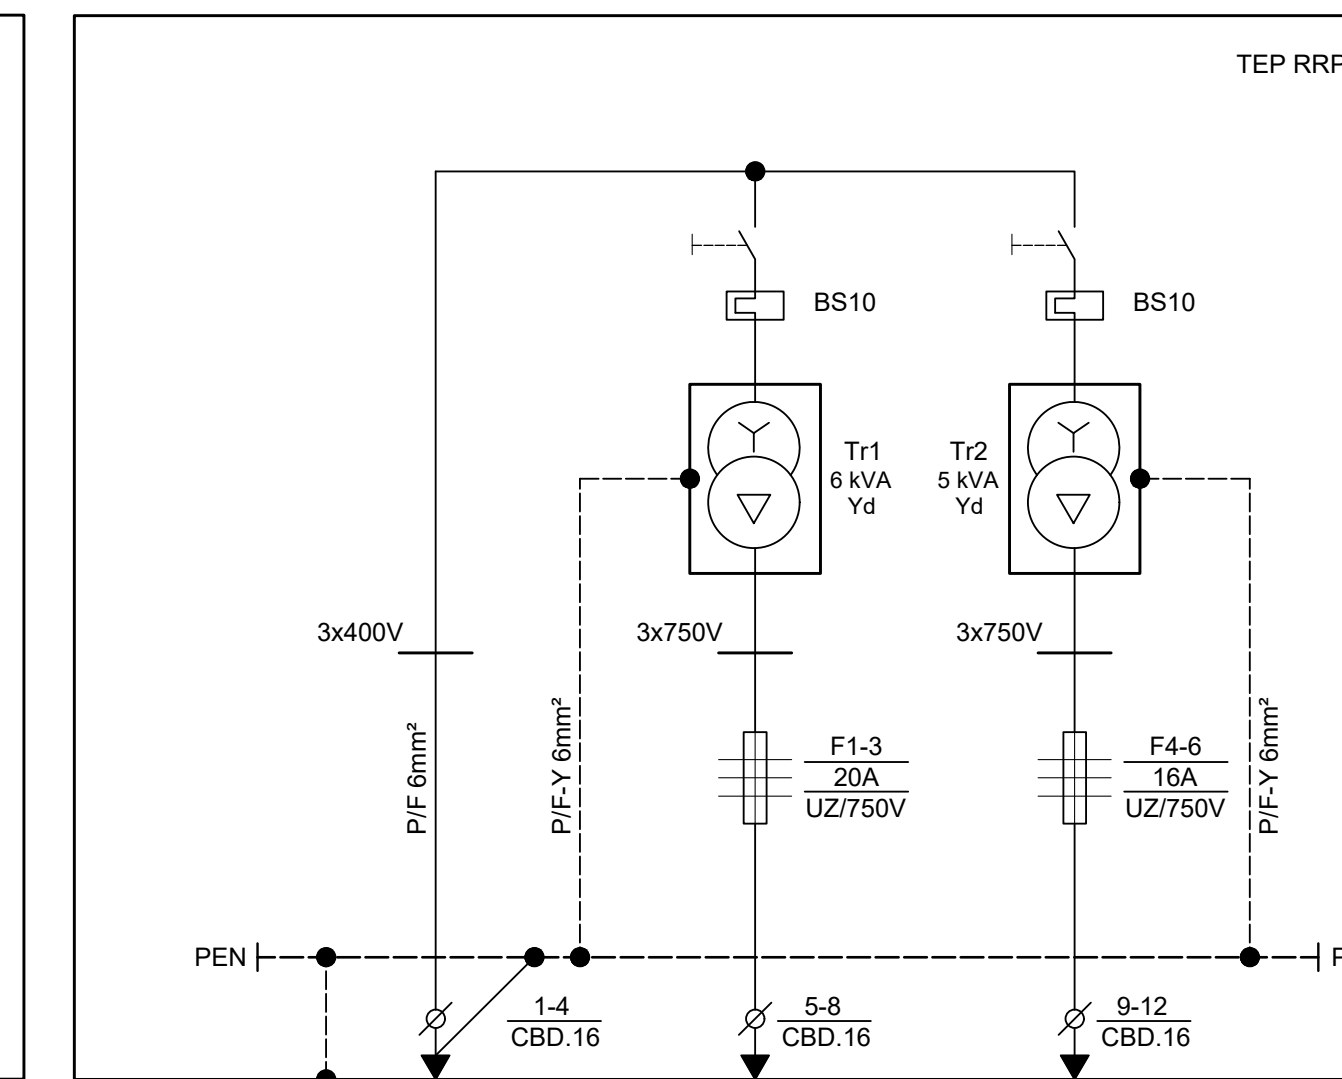 TEP RRP
BS10
BS10
Tr1
6 kVA
Yd
Tr2
5 kVA
Yd
3x400V
3x750V
3x750V
P/F 6mm²
P/F-Y 6mm²
F1-3
20A
UZ/750V
F4-6
16A
UZ/750V
P/F-Y 6mm²
PEN
P
1-4
CBD.16
5-8
CBD.16
9-12
CBD.16